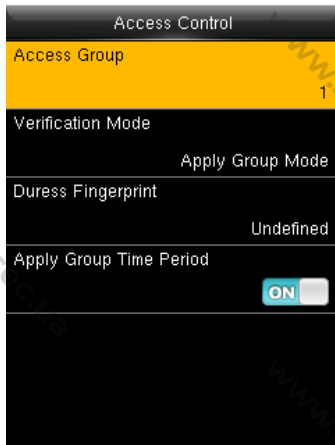 Access Control
Access Group
1
Verification Mode
Apply Group Mode
Duress Fingerprint
Undefined
Apply Group Time Period
ON